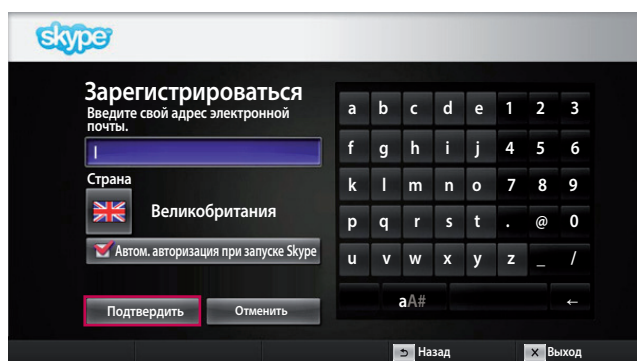 skype
Зарегистрироваться
Введите свой адрес электронной
почты.
Страна
Великобритания
Автом. авторизация при запуске Skype
Подтвердить
Отменить
a b c d e 1 2 3
f g h i j 4 5 6
k l m n o 7 8 9
p q r s t . @ 0
u v w x y z _ /
aA# ←
Назад
X Выход